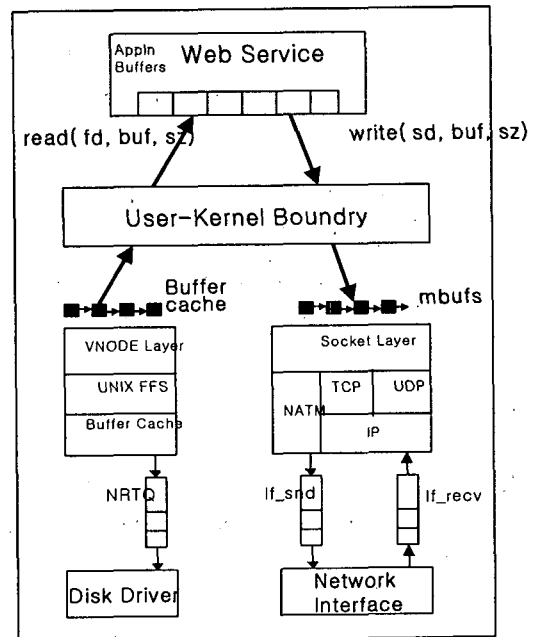 Appln Web Service
Buffers
read( fd, buf, sz)
write( sd, buf, sz)
User-Kernel Boundry
Buffer
cache
mbufs
VNODE Layer
UNIX FFS
Buffer Cache
Socket Layer
TCP
UDP
NATM
IP
NRTQ
If_snd
If_recv
Disk Driver
Network
Interface